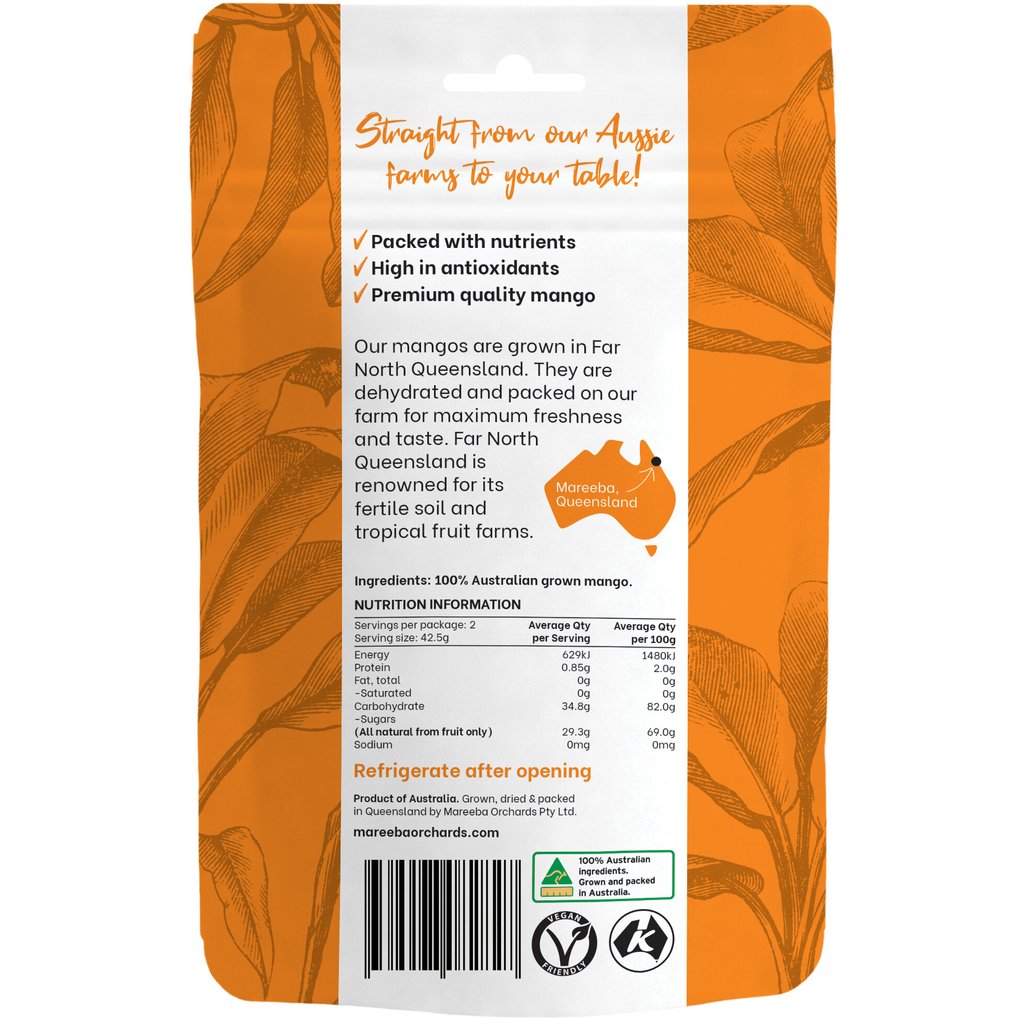 Straight from our Aussie
farms to your table!
Packed with nutrients
High in antioxidants
Premium quality mango
Our mangos are grown in Far
North Queensland. They are
dehydrated and packed on our
farm for maximum freshness
and taste. Far North
Queensland is
renowned for its
fertile soil and
tropical fruit farms.
Mareeba,
Queensland
Ingredients: 100% Australian grown mango.
NUTRITION INFORMATION
Servings per package: 2 Average Qty Average Qty
Serving size: 42.5g per Serving per 100g
Energy 629kJ 1480kJ
Protein 0.85g 2.0g
Fat, total 0g 0g
-Saturated 0g 0g
Carbohydrate 34.8g 82.0g
-Sugars
(All natural from fruit only) 29.3g 69.0g
Sodium 0mg 0mg
Refrigerate after opening
Product of Australia. Grown, dried & packed
in Queensland by Mareeba Orchards Pty Ltd.
mareebaorchards.com
100% Australian
ingredients.
Grown and packed
in Australia.
VEGAN
V
FRIENDLY
K